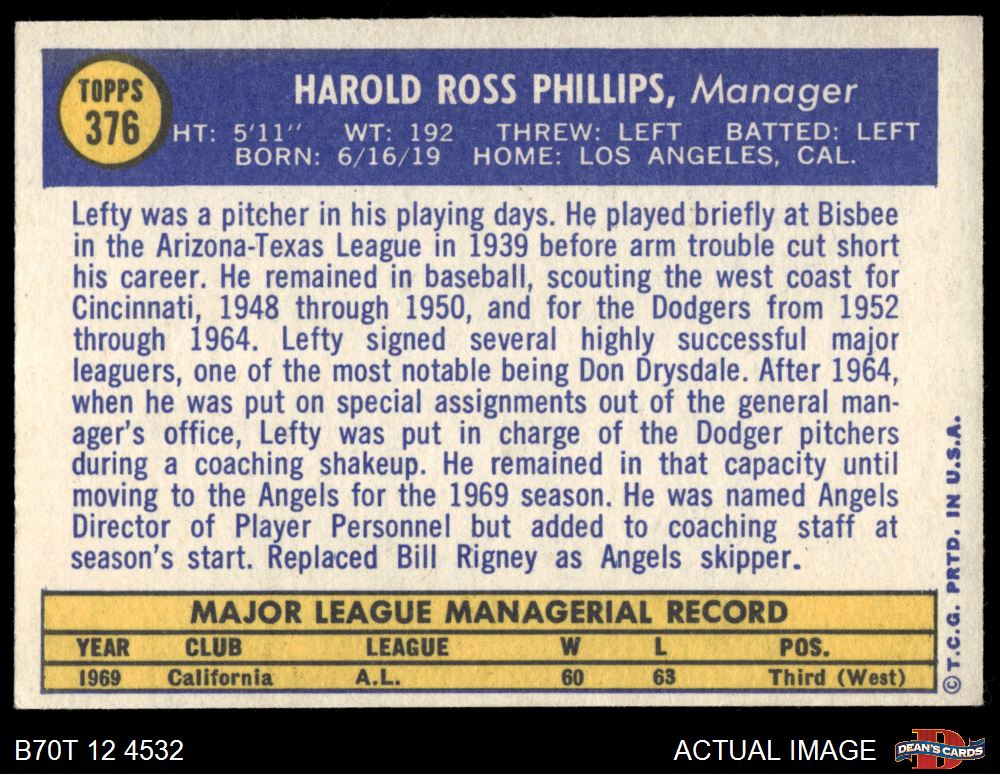 TOPPS
376
HAROLD ROSS PHILLIPS, Manager
HT: 5'11" WT: 192 THREW: LEFT BATTED: LEFT
BORN: 6/16/19 HOME: LOS ANGELES, CAL.
Lefty was a pitcher in his playing days. He played briefly at Bisbee
in the Arizona-Texas League in 1939 before arm trouble cut short
his career. He remained in baseball, scouting the west coast for
Cincinnati, 1948 through 1950, and for the Dodgers from 1952
through 1964. Lefty signed several highly successful major
leaguers, one of the most notable being Don Drysdale. After 1964,
when he was put on special assignments out of the general man-
ager's office, Lefty was put in charge of the Dodger pitchers
during a coaching shakeup. He remained in that capacity until
moving to the Angels for the 1969 season. He was named Angels
Director of Player Personnel but added to coaching staff at
season's start. Replaced Bill Rigney as Angels skipper.
MAJOR LEAGUE MANAGERIAL RECORD
YEAR CLUB LEAGUE W L POS.
1969 California A.L. 60 63 Third (West)
© T.C.G. PRTD. IN U.S.A.
B70T 12 4532
ACTUAL IMAGE
DEAN'S CARDS